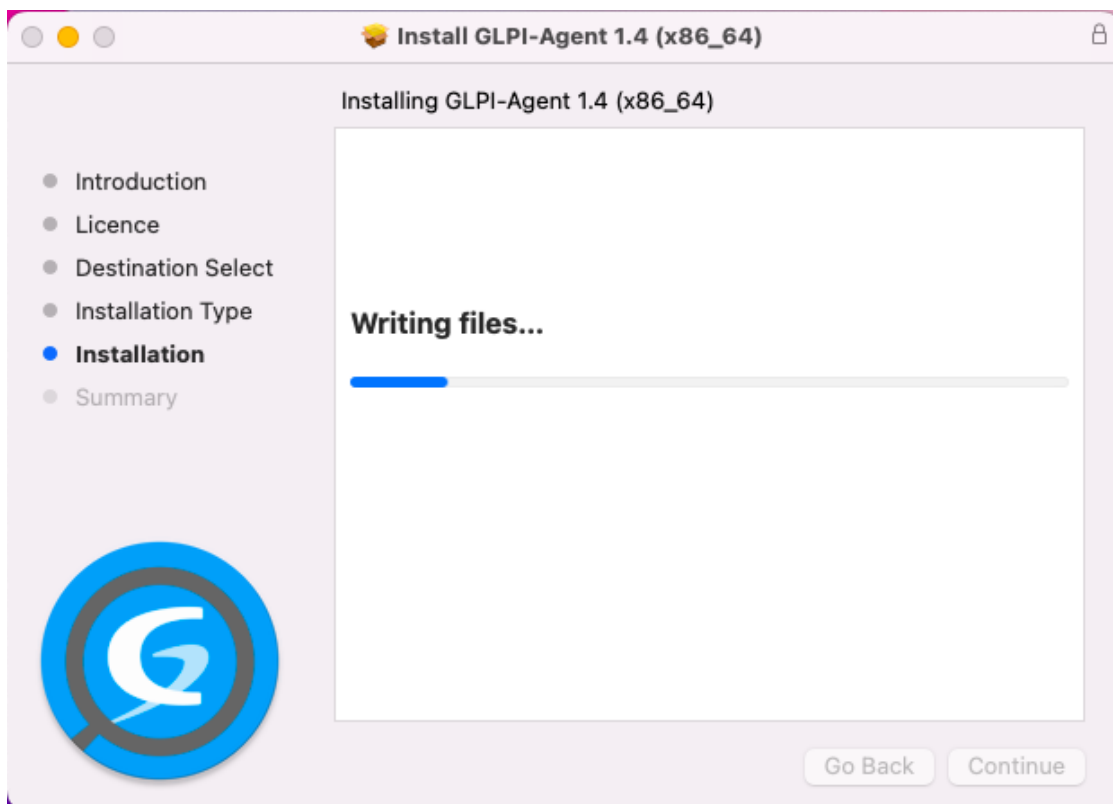 Install GLPI-Agent 1.4 (x86_64)
Installing GLPI-Agent 1.4 (x86_64)
Introduction
Licence
Destination Select
Installation Type
Installation
Summary
Writing files...
Go Back
Continue